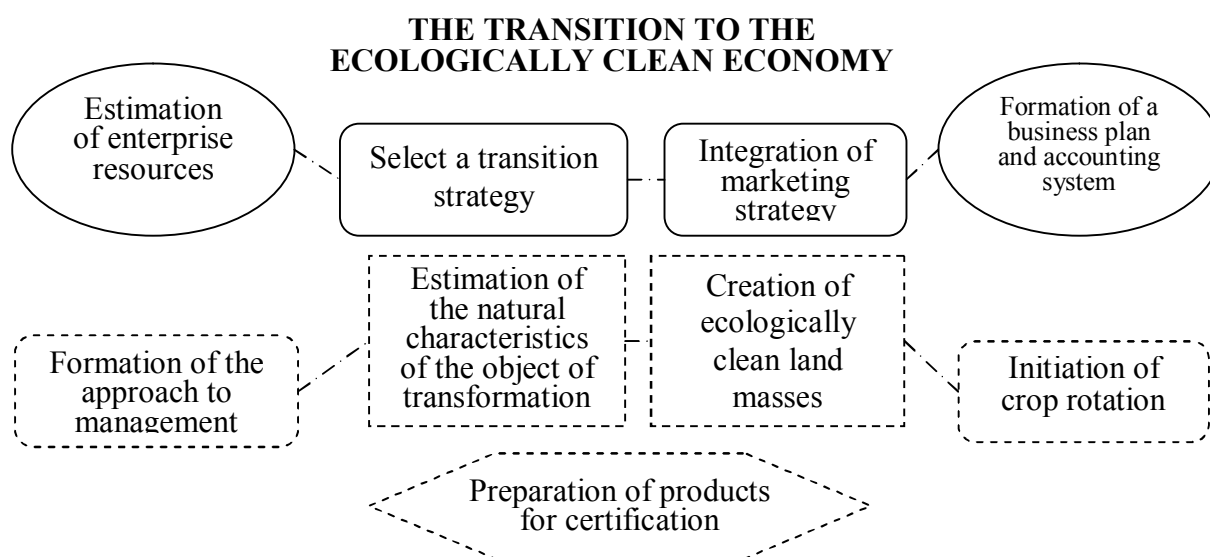 THE TRANSITION TO THE
ECOLOGICALLY CLEAN ECONOMY
Estimation
of enterprise
resources
Select a transition
strategy
Integration of
marketing
strategy
Formation of a
business plan
and accounting
system
Formation of the
approach to
management
Estimation of
the natural
characteristics
of the object of
transformation
Creation of
ecologically
clean land
masses
Initiation of
crop rotation
Preparation of products
for certification